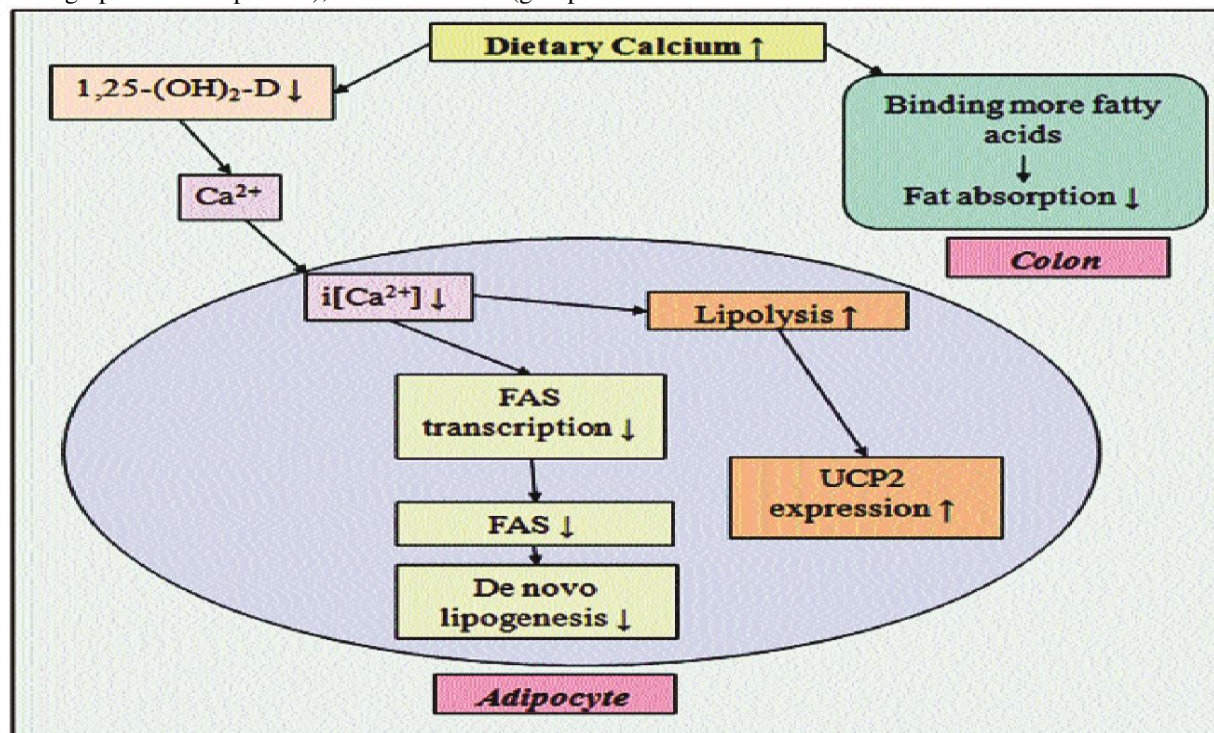 Dietary Calcium ↑
1,25-(OH)₂-D ↓
Binding more fatty
acids
↓
Fat absorption ↓
Ca²⁺
Colon
i[Ca²⁺] ↓
Lipolysis ↑
FAS
transcription ↓
UCP2
expression ↑
FAS ↓
De novo
lipogenesis ↓
Adipocyte